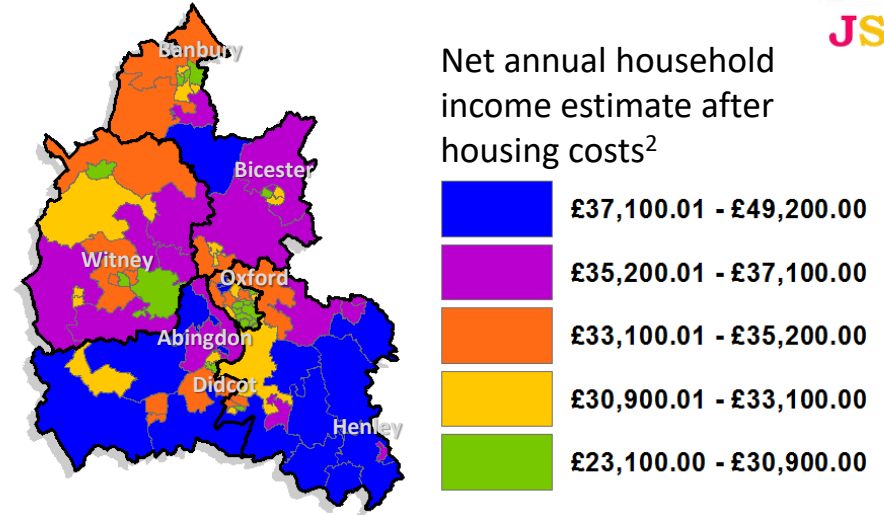 JS
Net annual household
income estimate after
housing costs²
£37,100.01 - £49,200.00
£35,200.01 - £37,100.00
£33,100.01 - £35,200.00
£30,900.01 - £33,100.00
£23,100.00 - £30,900.00
Banbury
Bicester
Witney
Oxford
Abingdon
Didcot
Henley